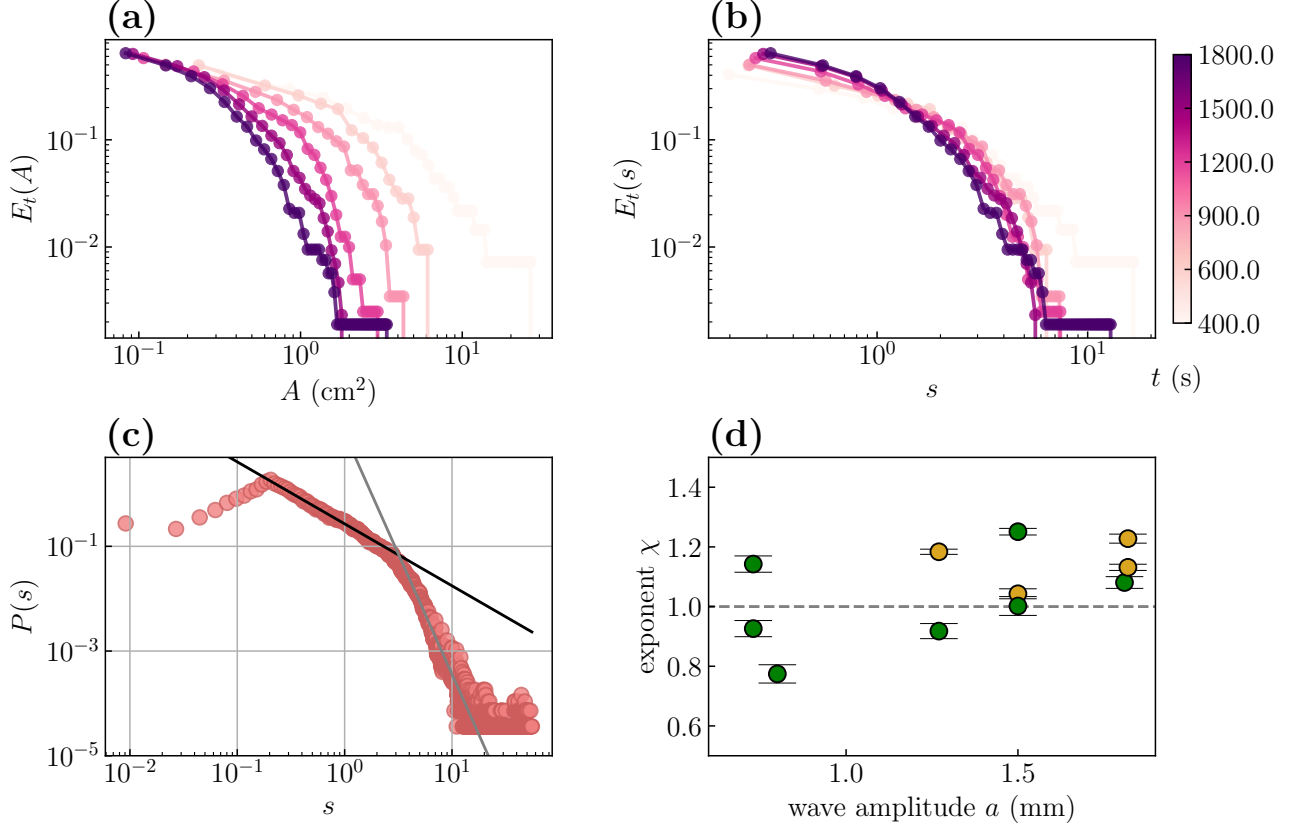 (a)
(b)
E_t(A)
10^{-1}
10^{-2}
10^{-1}
10^{0}
10^{1}
A (cm^2)
E_t(s)
10^{-1}
10^{-2}
10^{0}
10^{1}
s
1800.0
1500.0
1200.0
900.0
600.0
400.0
t (s)
(c)
(d)
P(s)
10^{-1}
10^{-3}
10^{-5}
10^{-2}
10^{-1}
10^{0}
10^{1}
s
exponent χ
1.4
1.2
1.0
0.8
0.6
1.0
1.5
wave amplitude a (mm)